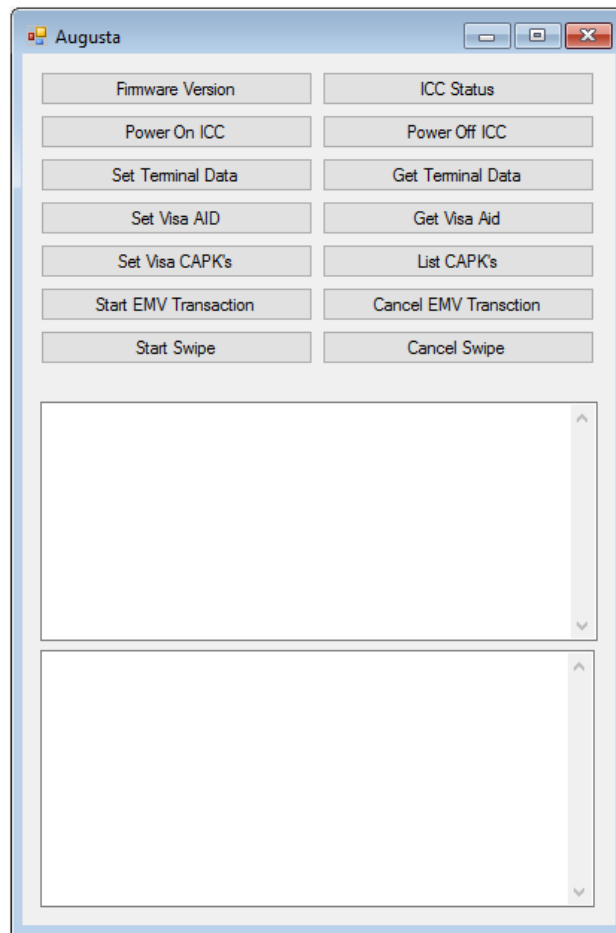 Augusta
Firmware Version ICC Status
Power On ICC Power Off ICC
Set Terminal Data Get Terminal Data
Set Visa AID Get Visa Aid
Set Visa CAPK's List CAPK's
Start EMV Transaction Cancel EMV Transction
Start Swipe Cancel Swipe